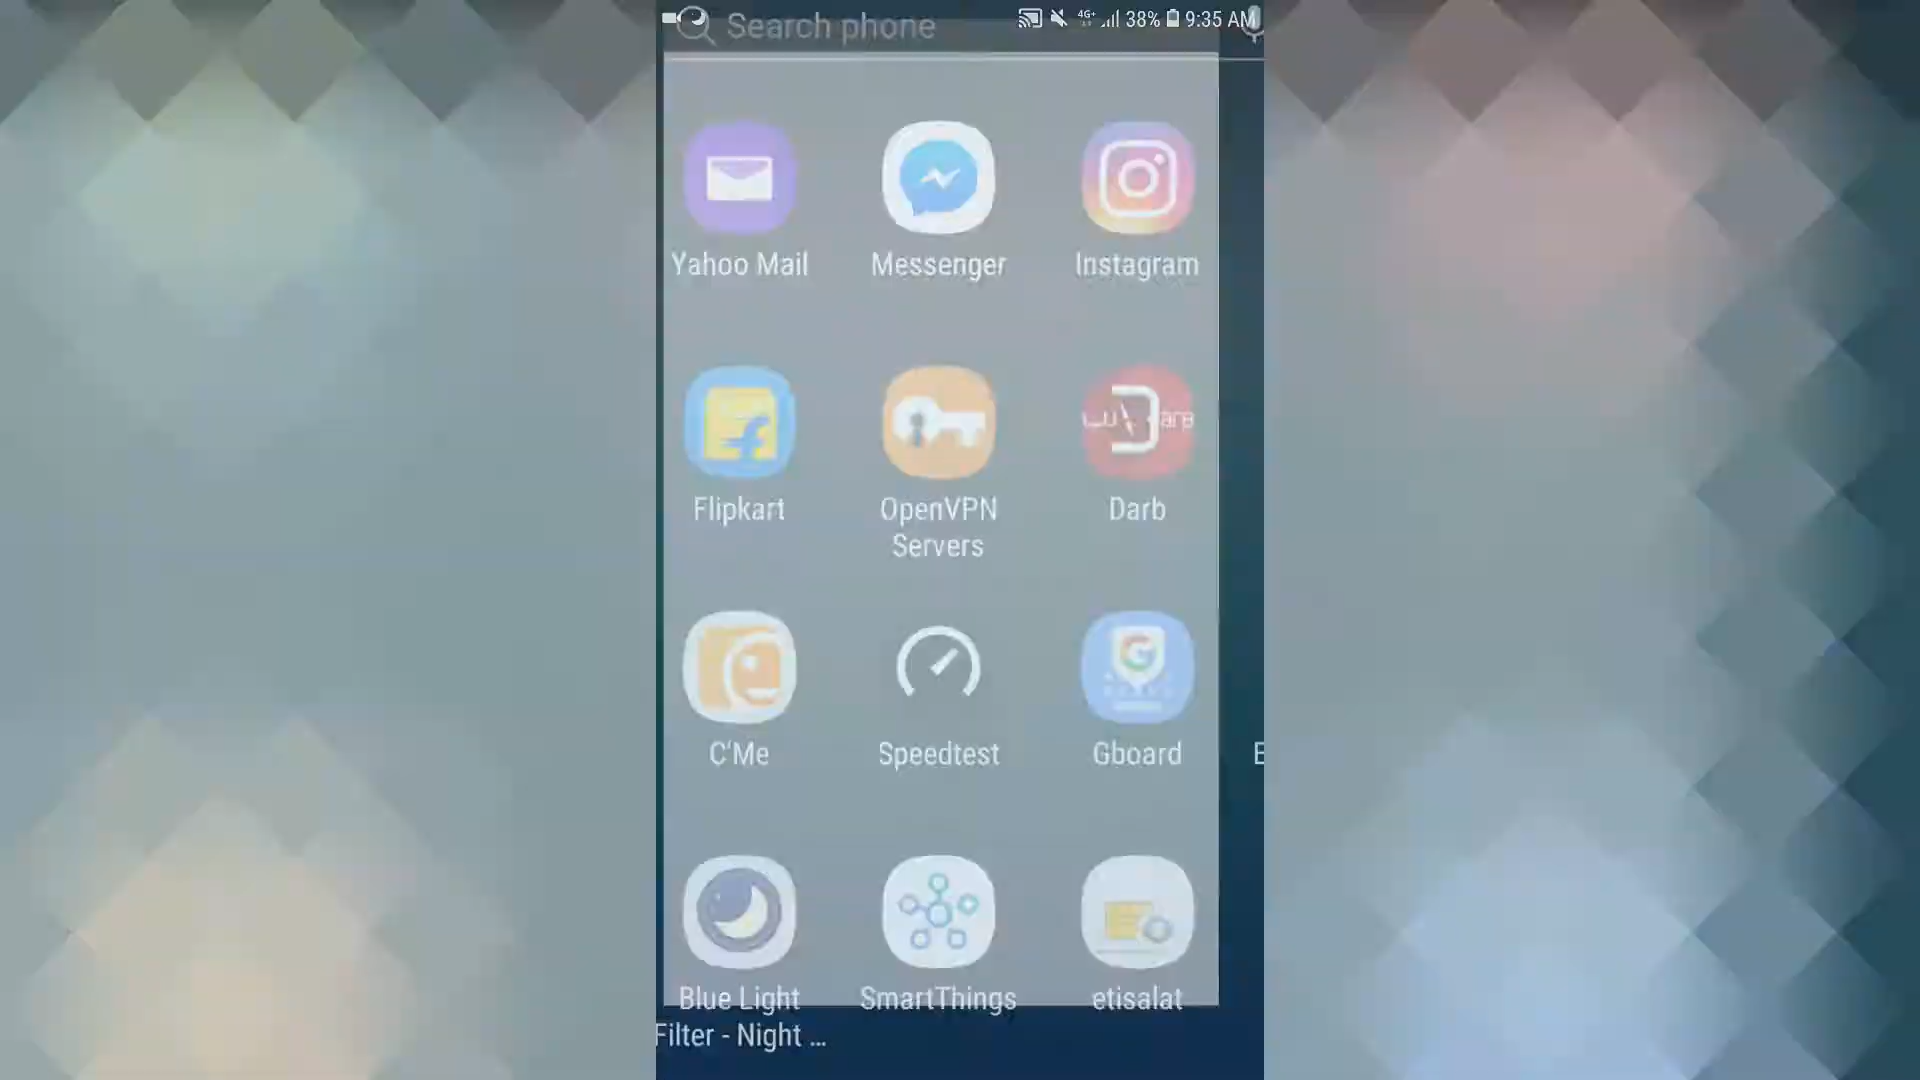 Search phone
4G+ 38% 9:35 AM
Yahoo Mail Messenger Instagram
Flipkart OpenVPN Servers Darb
C'Me Speedtest Gboard E
Blue Light Filter - Night ... SmartThings etisalat